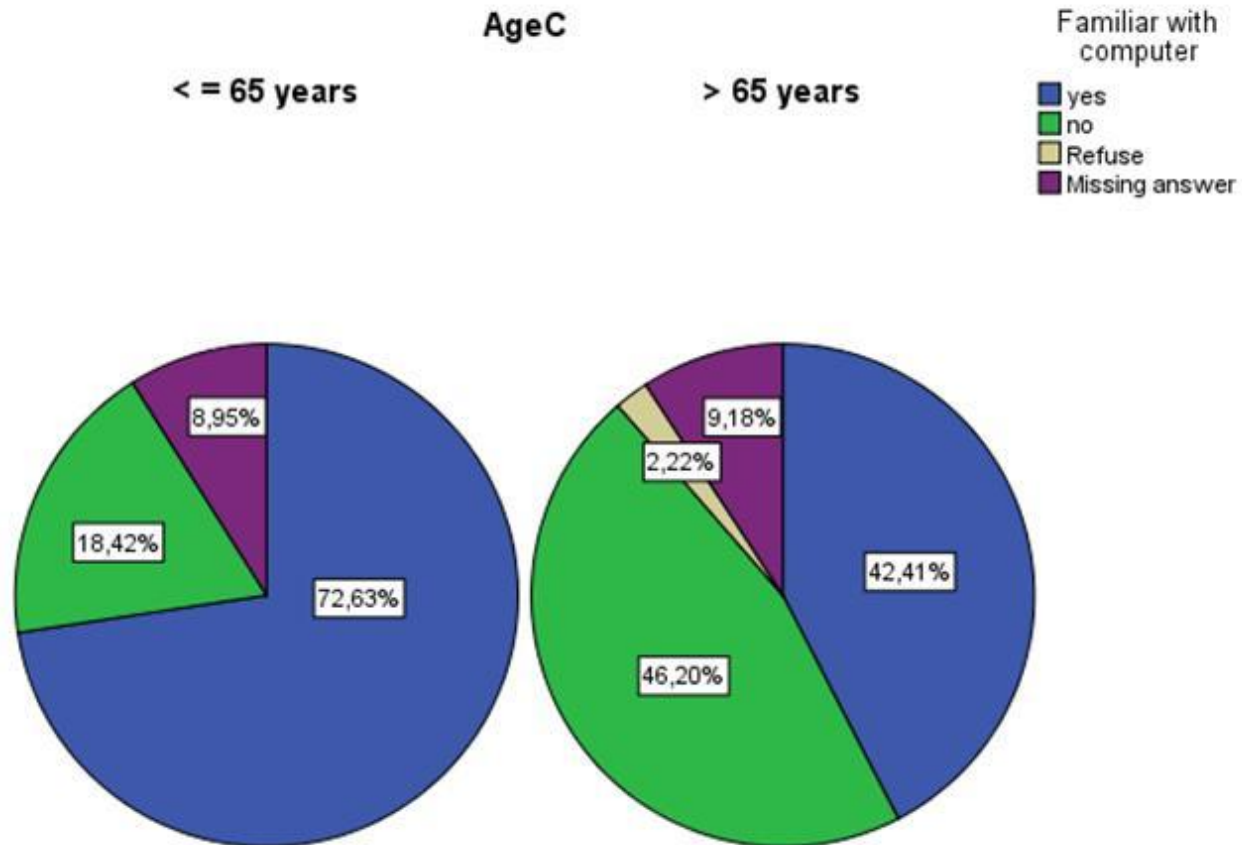 AgeC
< = 65 years
> 65 years
Familiar with
computer
yes
no
Refuse
Missing answer
8,95%
18,42%
72,63%
9,18%
2,22%
42,41%
46,20%